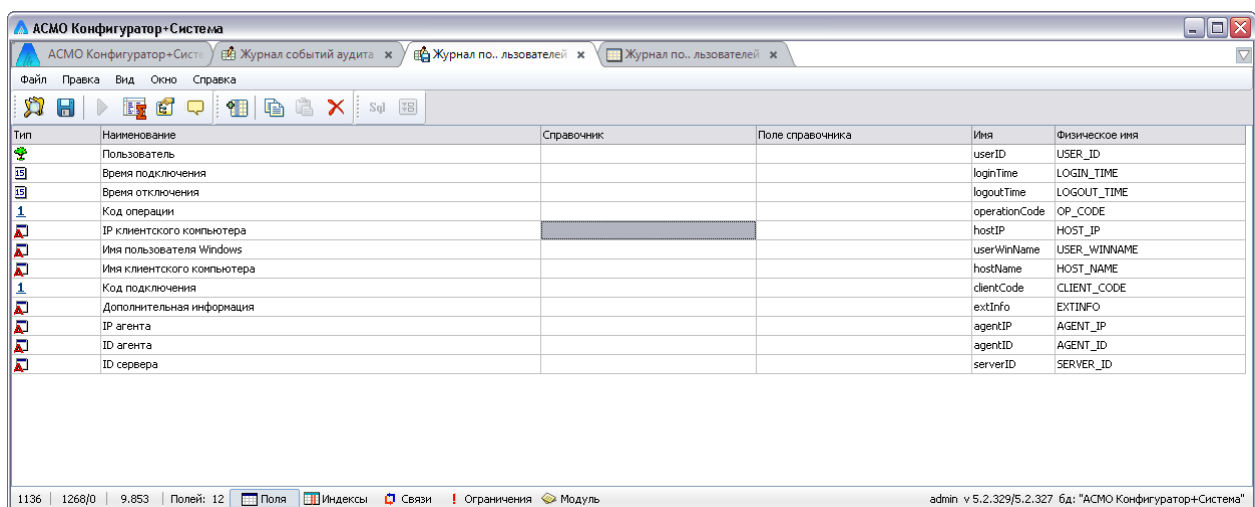 АСМО Конфигуратор+Система
АСМО Конфигуратор+Систе Журнал событий аудита × Журнал по.. льзователей × Журнал по.. льзователей ×
Файл Правка Вид Окно Справка
Sql
Тип Наименование Справочник Поле справочника Имя Физическое имя
Пользователь userID USER_ID
15 Время подключения loginTime LOGIN_TIME
15 Время отключения logoutTime LOGOUT_TIME
1 Код операции operationCode OP_CODE
A IP клиентского компьютера hostIP HOST_IP
A Имя пользователя Windows userWinName USER_WINNAME
A Имя клиентского компьютера hostName HOST_NAME
1 Код подключения clientCode CLIENT_CODE
A Дополнительная информация extInfo EXTINFO
A IP агента agentIP AGENT_IP
A ID агента agentID AGENT_ID
A ID сервера serverID SERVER_ID
1136 1268/0 9.853 Полей: 12 Поля Индексы Связи ! Ограничения Модуль admin v 5.2.329/5.2.327 бд: "АСМО Конфигуратор+Система"